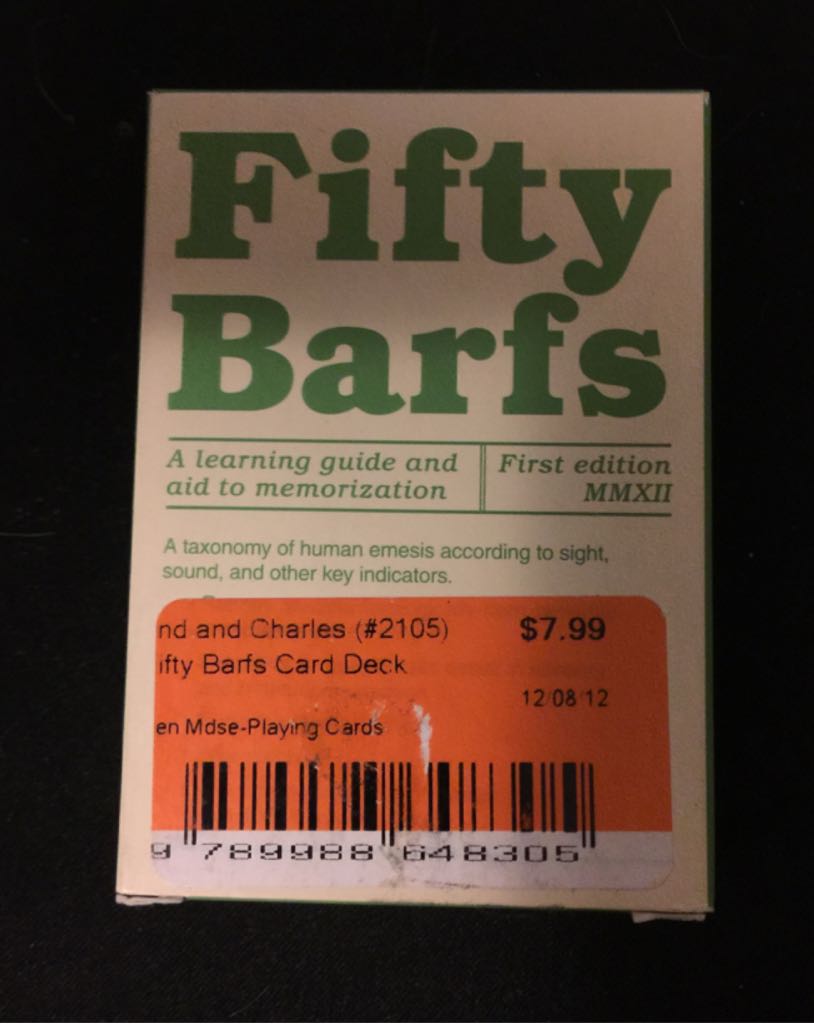 Fifty
Barfs
A learning guide and
aid to memorization
First edition
MMXII
A taxonomy of human emesis according to sight,
sound, and other key indicators.
nd and Charles (#2105)
$7.99
ifty Barfs Card Deck
12/08/12
en Mdse-Playing Cards
9 789988 648305